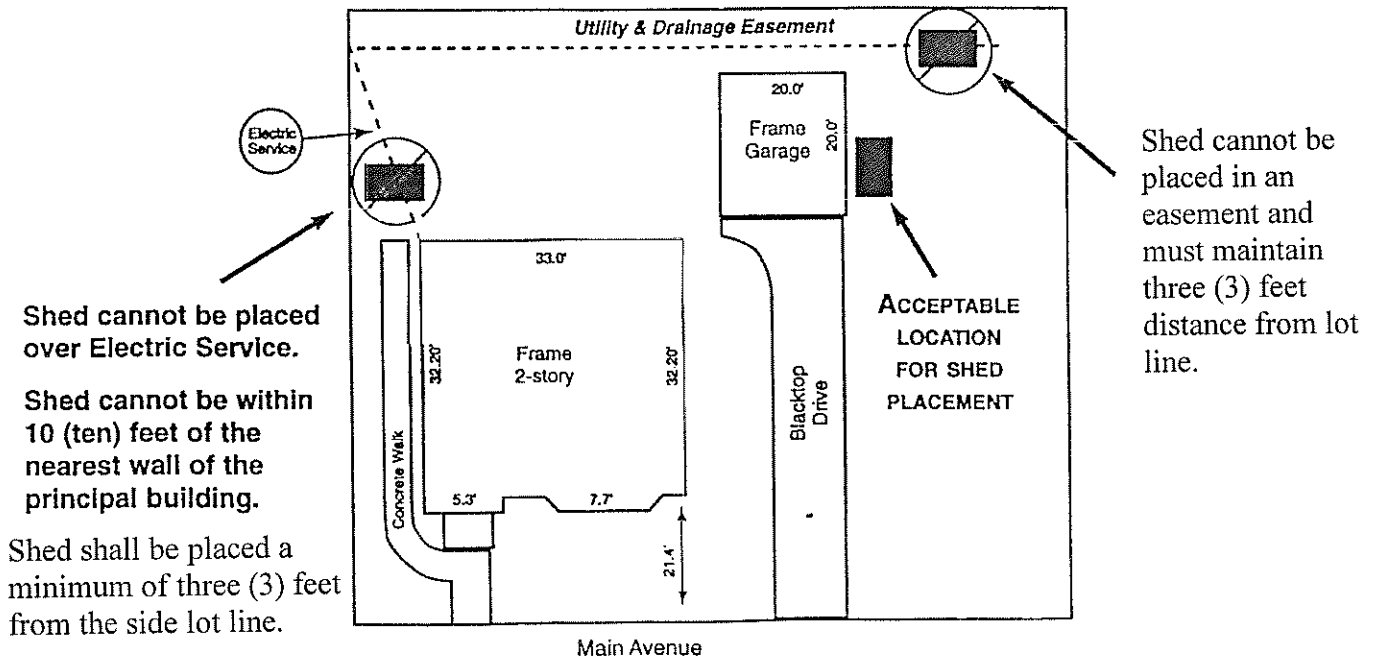 Utility & Drainage Easement
Electric
Service
20.0'
Frame
Garage
20.0'
Shed cannot be
placed in an
easement and
must maintain
three (3) feet
distance from lot
line.
Shed cannot be placed
over Electric Service.
Shed cannot be within
10 (ten) feet of the
nearest wall of the
principal building.
Shed shall be placed a
minimum of three (3) feet
from the side lot line.
33.0'
32.20'
Frame
2-story
32.20'
Concrete Walk
5.3'
7.7'
21.4'
Blacktop
Drive
ACCEPTABLE
LOCATION
FOR SHED
PLACEMENT
Main Avenue